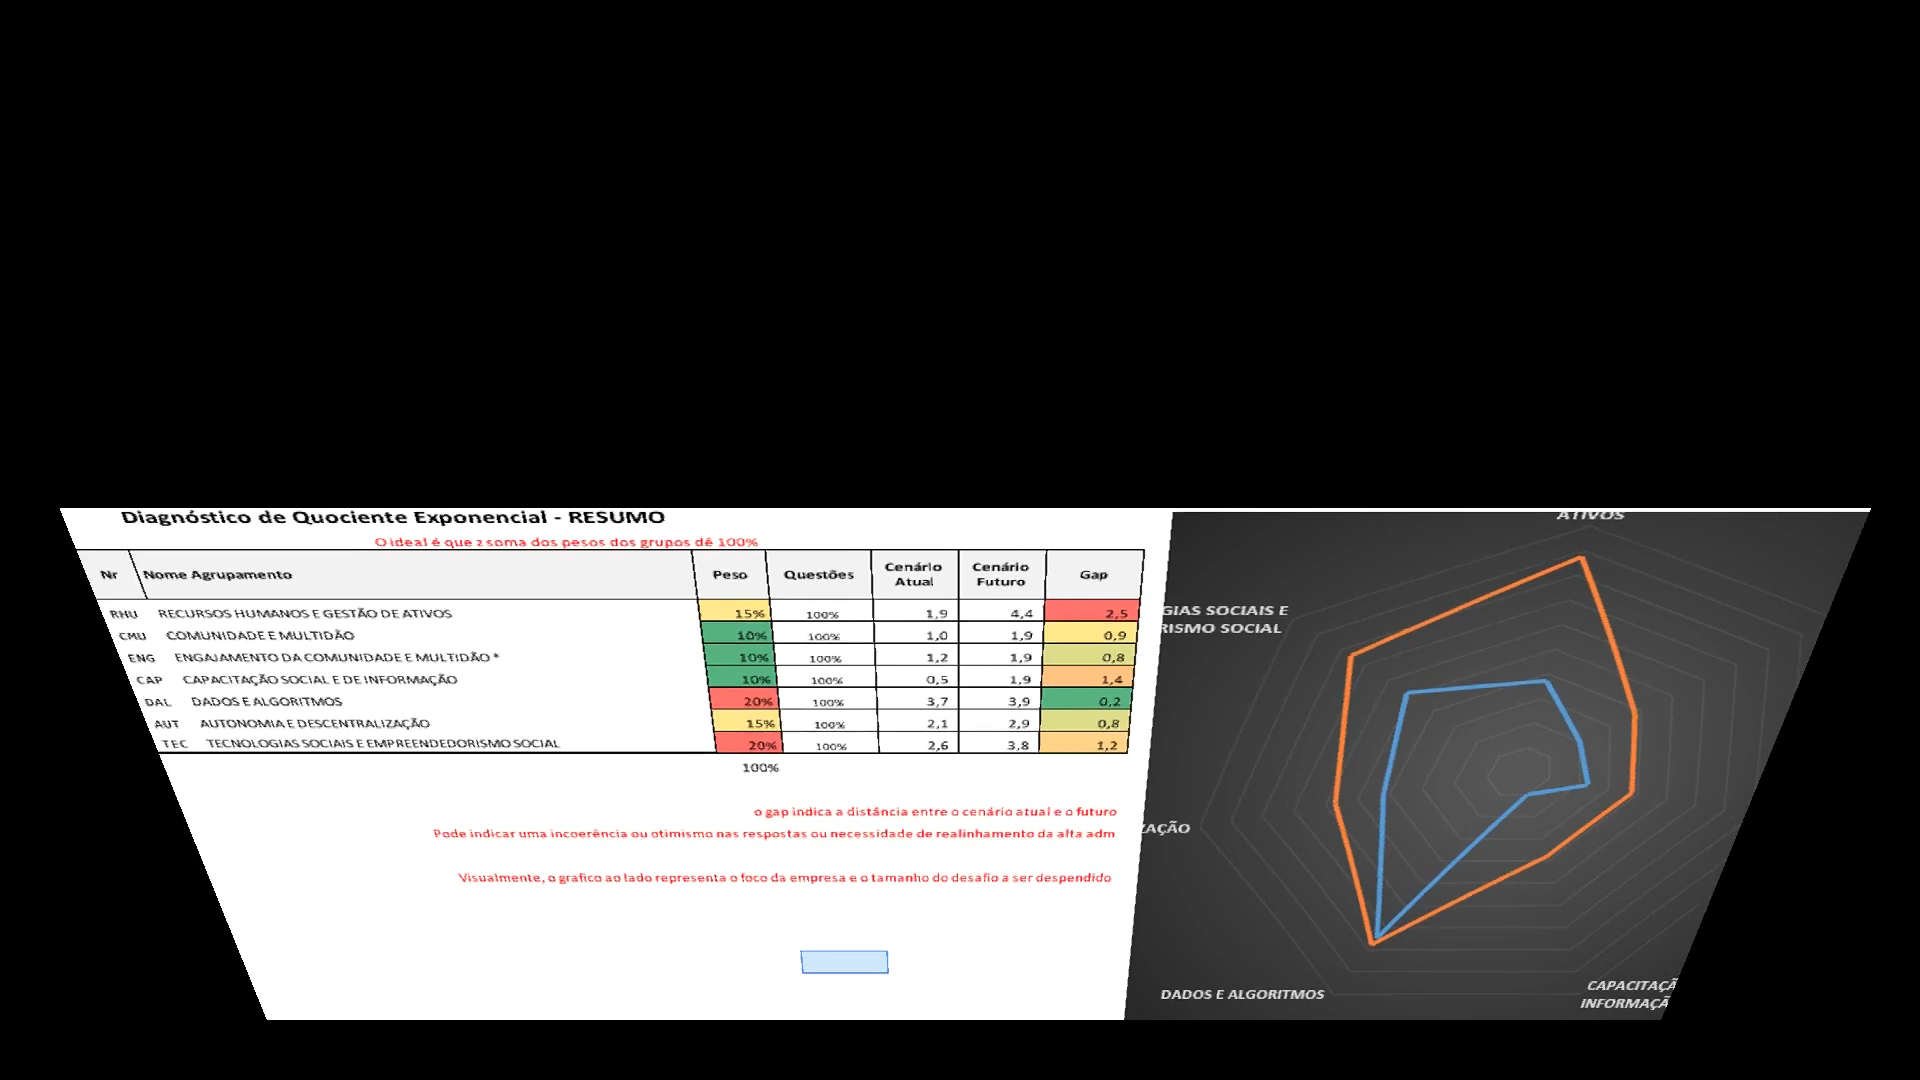 Diagnóstico de Quociente Exponencial - RESUMO
O ideal é que z soma dos pesos dos grupos dê 100%
Nr Nome Agrupamento Peso Questões Cenário Atual Cenário Futuro Gap
RHU RECURSOS HUMANOS E GESTÃO DE ATIVOS 15% 100% 1,9 4,4 2,5
CMU COMUNIDADE E MULTIDÃO 10% 100% 1,0 1,9 0,9
ENG ENGAJAMENTO DA COMUNIDADE E MULTIDÃO * 10% 100% 1,2 1,9 0,8
CAP CAPACITAÇÃO SOCIAL E DE INFORMAÇÃO 10% 100% 0,5 1,9 1,4
DAL DADOS E ALGORITMOS 20% 100% 3,7 3,9 0,2
AUT AUTONOMIA E DESCENTRALIZAÇÃO 15% 100% 2,1 2,9 0,8
TEC TECNOLOGIAS SOCIAIS E EMPREENDEDORISMO SOCIAL 20% 100% 2,6 3,8 1,2
100%
o gap indica a distância entre o cenário atual e o futuro
Pode indicar uma incoerência ou otimismo nas respostas ou necessidade de realinhamento da alta adm
Visualmente, o grafico ao lado representa o foco da empresa e o tamanho do desafio a ser despendido
ATIVOS
GIAS SOCIAIS E
RISMO SOCIAL
ZAÇÃO
DADOS E ALGORITMOS
CAPACITAÇÃ
INFORMAÇÃ